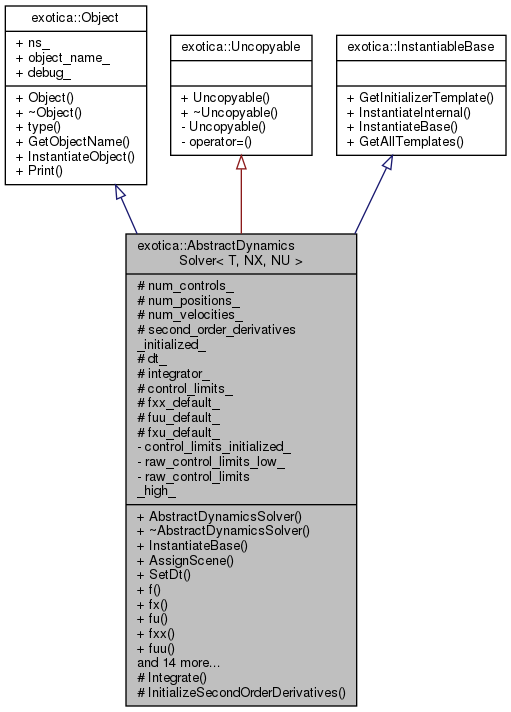 exotica::Object
+ ns_
+ object_name_
+ debug_
+ Object()
+ ~Object()
+ type()
+ GetObjectName()
+ InstantiateObject()
+ Print()
exotica::Uncopyable
+ Uncopyable()
+ ~Uncopyable()
- Uncopyable()
- operator=()
exotica::InstantiableBase
+ GetInitializerTemplate()
+ InstantiateInternal()
+ InstantiateBase()
+ GetAllTemplates()
exotica::AbstractDynamics
Solver< T, NX, NU >
# num_controls_
# num_positions_
# num_velocities_
# second_order_derivatives
_initialized_
# dt_
# integrator_
# control_limits_
# fxx_default_
# fuu_default_
# fxu_default_
- control_limits_initialized_
- raw_control_limits_low_
- raw_control_limits
_high_
+ AbstractDynamicsSolver()
+ ~AbstractDynamicsSolver()
+ InstantiateBase()
+ AssignScene()
+ SetDt()
+ f()
+ fx()
+ fu()
+ fxx()
+ fuu()
and 14 more...
# Integrate()
# InitializeSecondOrderDerivatives()